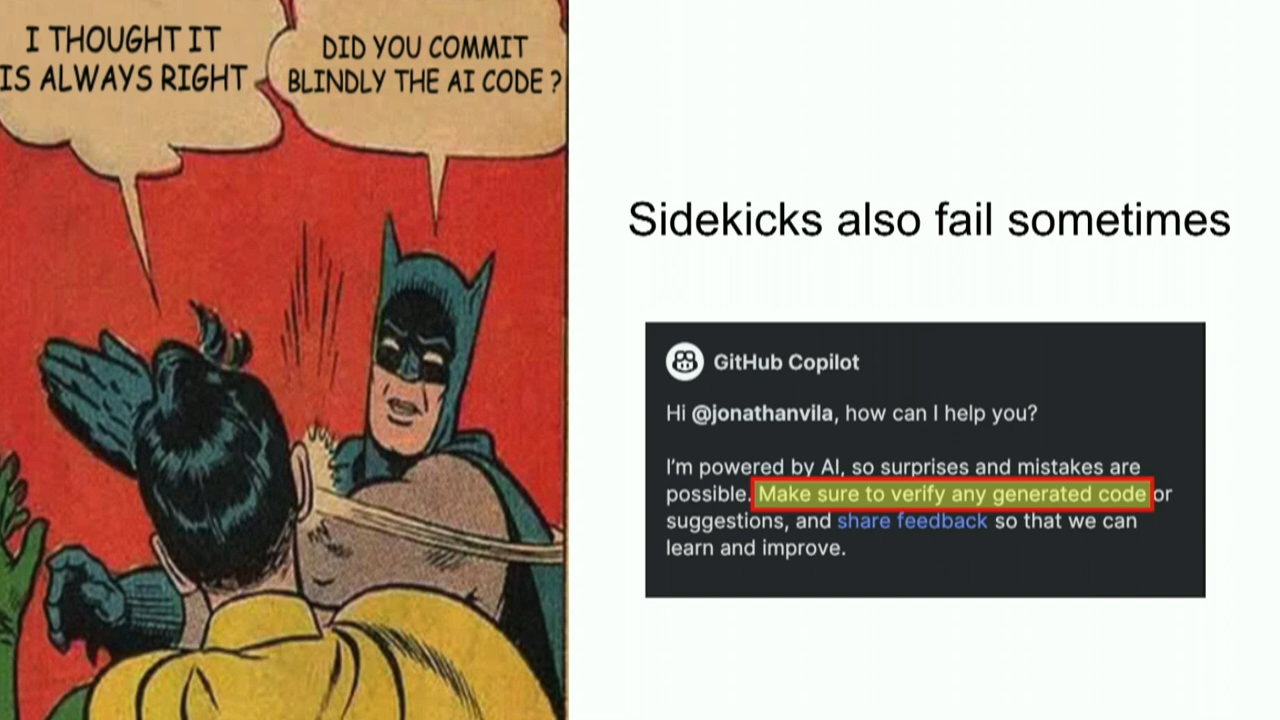 I THOUGHT IT
IS ALWAYS RIGHT
DID YOU COMMIT
BLINDLY THE AI CODE ?
Sidekicks also fail sometimes
GitHub Copilot
Hi @jonathanvila, how can I help you?
I'm powered by AI, so surprises and mistakes are
possible. Make sure to verify any generated code or
suggestions, and share feedback so that we can
learn and improve.